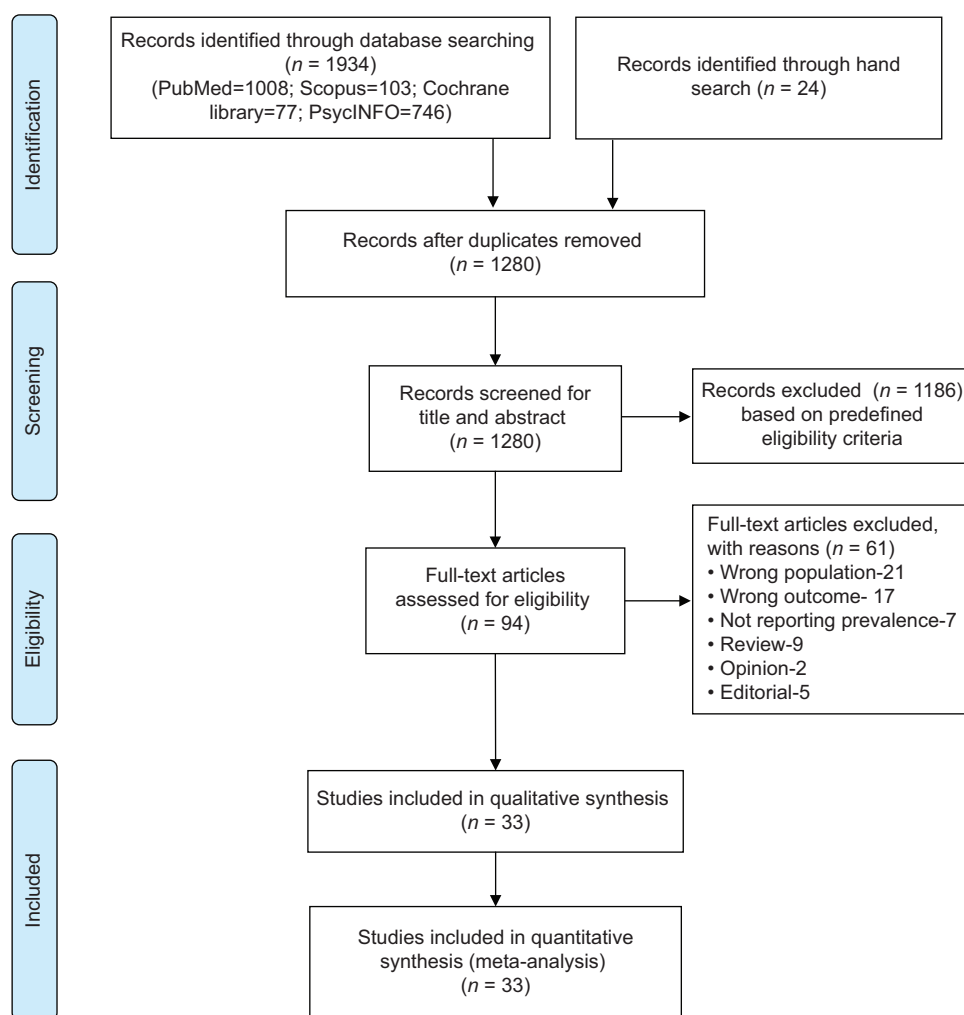 Identification
Records identified through database searching
(n = 1934)
(PubMed=1008; Scopus=103; Cochrane
library=77; PsycINFO=746)
Records identified through hand
search (n = 24)
Records after duplicates removed
(n = 1280)
Screening
Records screened for
title and abstract
(n = 1280)
Records excluded (n = 1186)
based on predefined
eligibility criteria
Eligibility
Full-text articles
assessed for eligibility
(n = 94)
Full-text articles excluded,
with reasons (n = 61)
• Wrong population-21
• Wrong outcome- 17
• Not reporting prevalence-7
• Review-9
• Opinion-2
• Editorial-5
Included
Studies included in qualitative synthesis
(n = 33)
Studies included in quantitative
synthesis (meta-analysis)
(n = 33)